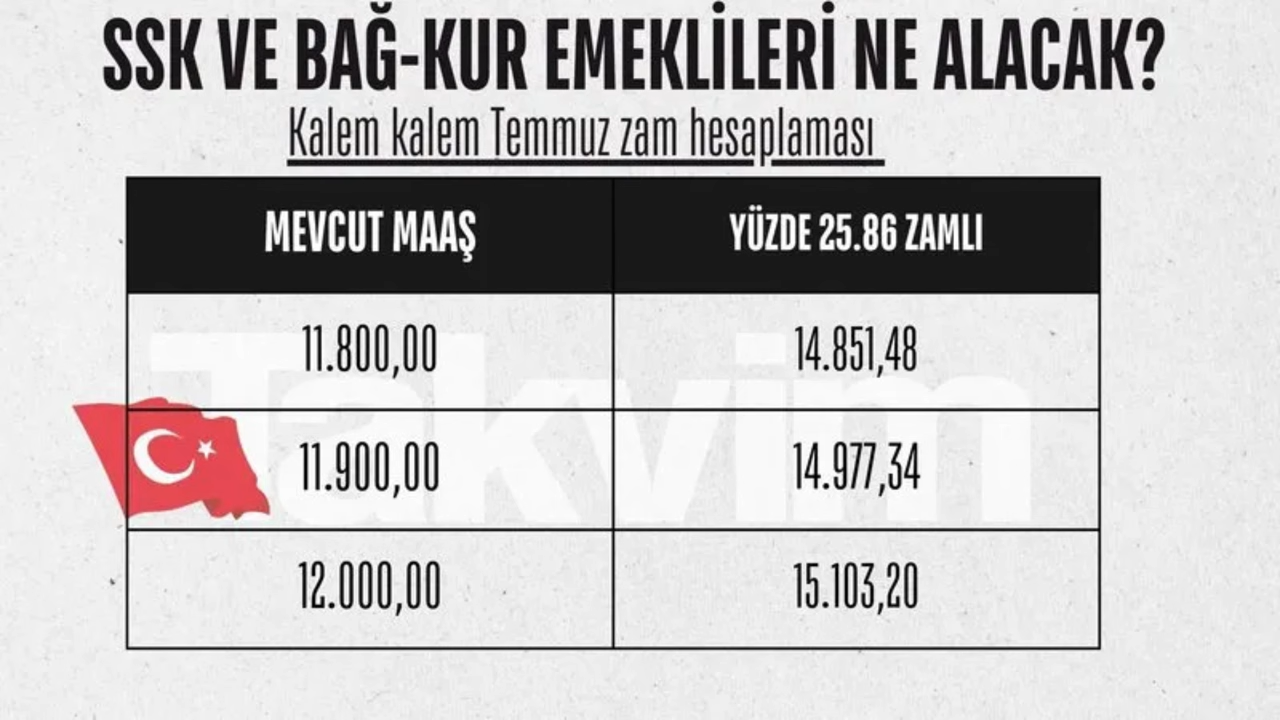 SSK VE BAĞ-KUR EMEKLİLERİ NE ALACAK?
Kalem kalem Temmuz zam hesaplaması
MEVCUT MAAŞ YÜZDE 25.86 ZAMLI
11.800,00 14.851,48
11.900,00 14.977,34
12.000,00 15.103,20
Takvim